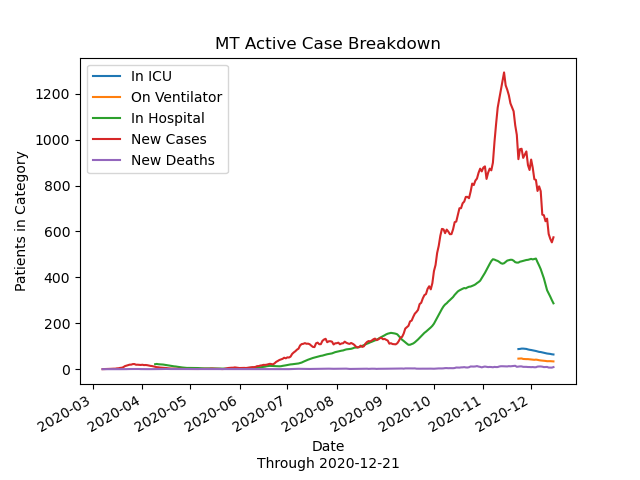 MT Active Case Breakdown
In ICU
On Ventilator
In Hospital
New Cases
New Deaths
Patients in Category
1200
1000
800
600
400
200
0
2020-03
2020-04
2020-05
2020-06
2020-07
2020-08
2020-09
2020-10
2020-11
2020-12
Date
Through 2020-12-21